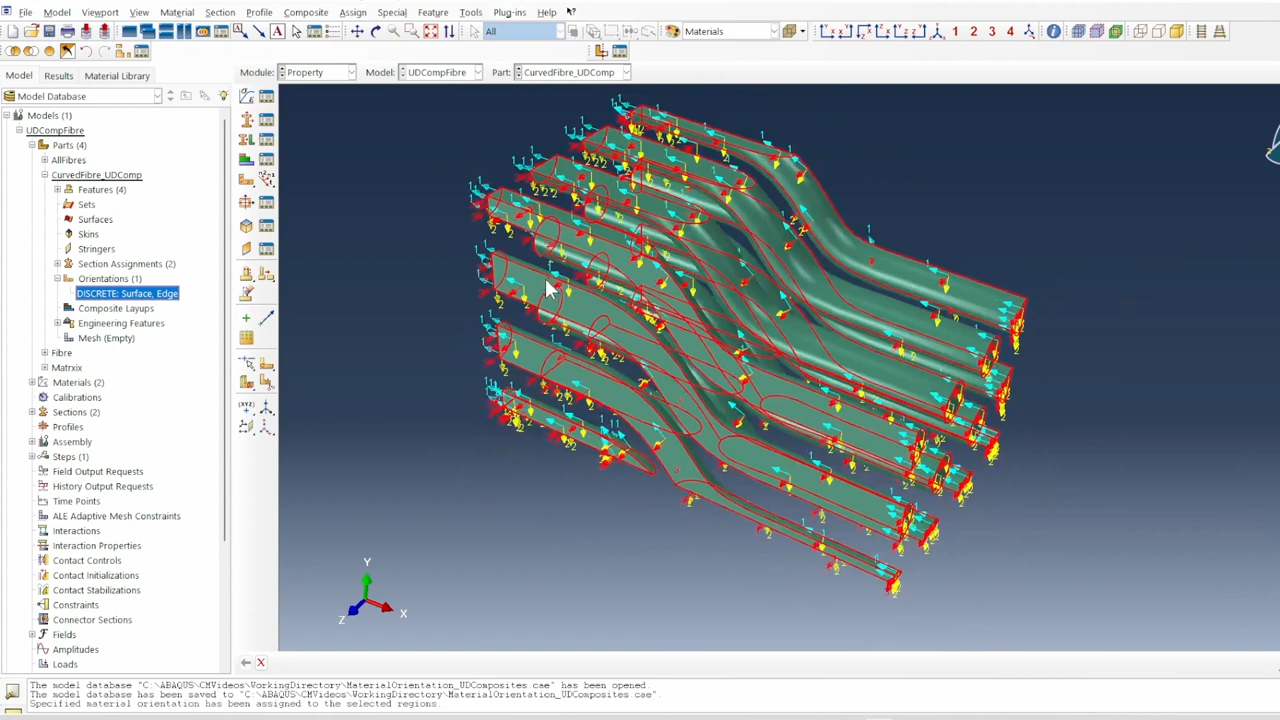 File Model Viewport View Material Section Profile Composite Assign Special Feature Tools Plug-ins Help
All Materials 1 2 3 4
Model Results Material Library Module: Property Model: UDCompFibre Part: CurvedFibre_UDComp
Model Database
Models (1)
UDCompFibre
Parts (4)
AllFibres
CurvedFibre_UDComp
Features (4)
Sets
Surfaces
Skins
Stringers
Section Assignments (2)
Orientations (1)
DISCRETE: Surface, Edge
Composite Layups
Engineering Features
Mesh (Empty)
Fibre
Matrxix
Materials (2)
Calibrations
Sections (2)
Profiles
Assembly
Steps (1)
Field Output Requests
History Output Requests
Time Points
ALE Adaptive Mesh Constraints
Interactions
Interaction Properties
Contact Controls
Contact Initializations
Contact Stabilizations
Constraints
Connector Sections
Fields
Amplitudes
Loads
Y
X
Z
The model database "C:\ABAQUS\CMVideos\WorkingDirectory\MaterialOrientation_UDComposites.cae" has been opened.
The model database has been saved to "C:\ABAQUS\CMVideos\WorkingDirectory\MaterialOrientation_UDComposites.cae".
Specified material orientation has been assigned to the selected regions.